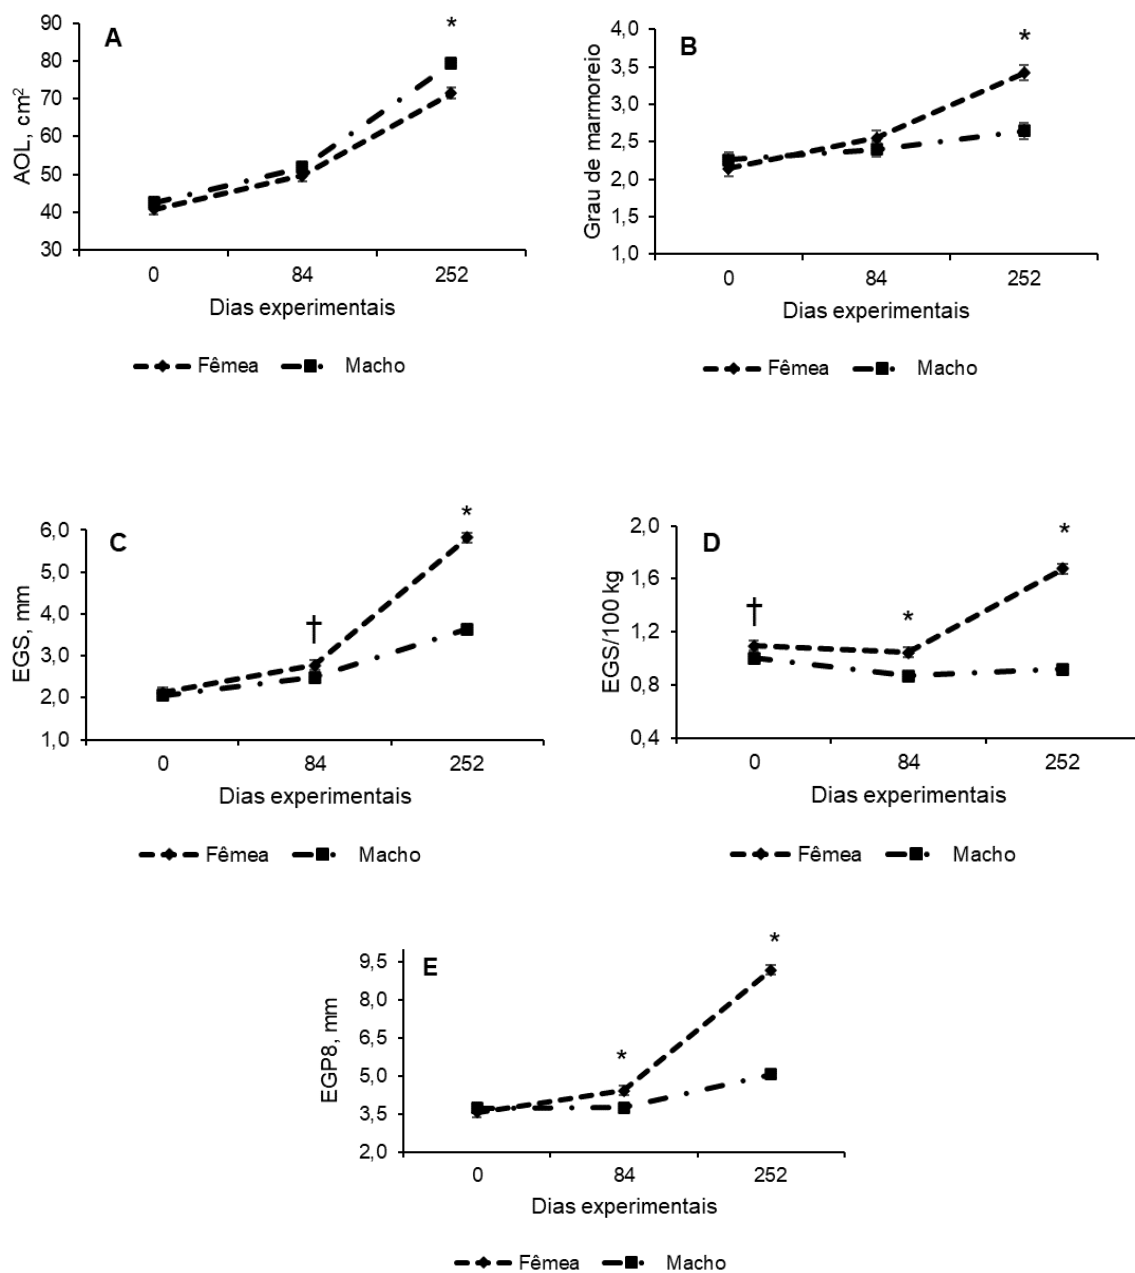 A
*
90
80
70
60
50
40
30
AOL, cm²
0 84 252
Dias experimentais
Fêmea Macho
B
*
4,0
3,5
3,0
2,5
2,0
1,5
1,0
Grau de marmoreio
0 84 252
Dias experimentais
Fêmea Macho
C
*
†
6,0
5,0
4,0
3,0
2,0
1,0
EGS, mm
0 84 252
Dias experimentais
Fêmea Macho
D
*
*
†
2,0
1,6
1,2
0,8
0,4
EGS/100 kg
0 84 252
Dias experimentais
Fêmea Macho
E
*
*
9,5
8,0
6,5
5,0
3,5
2,0
EGP8, mm
0 84 252
Dias experimentais
Fêmea Macho